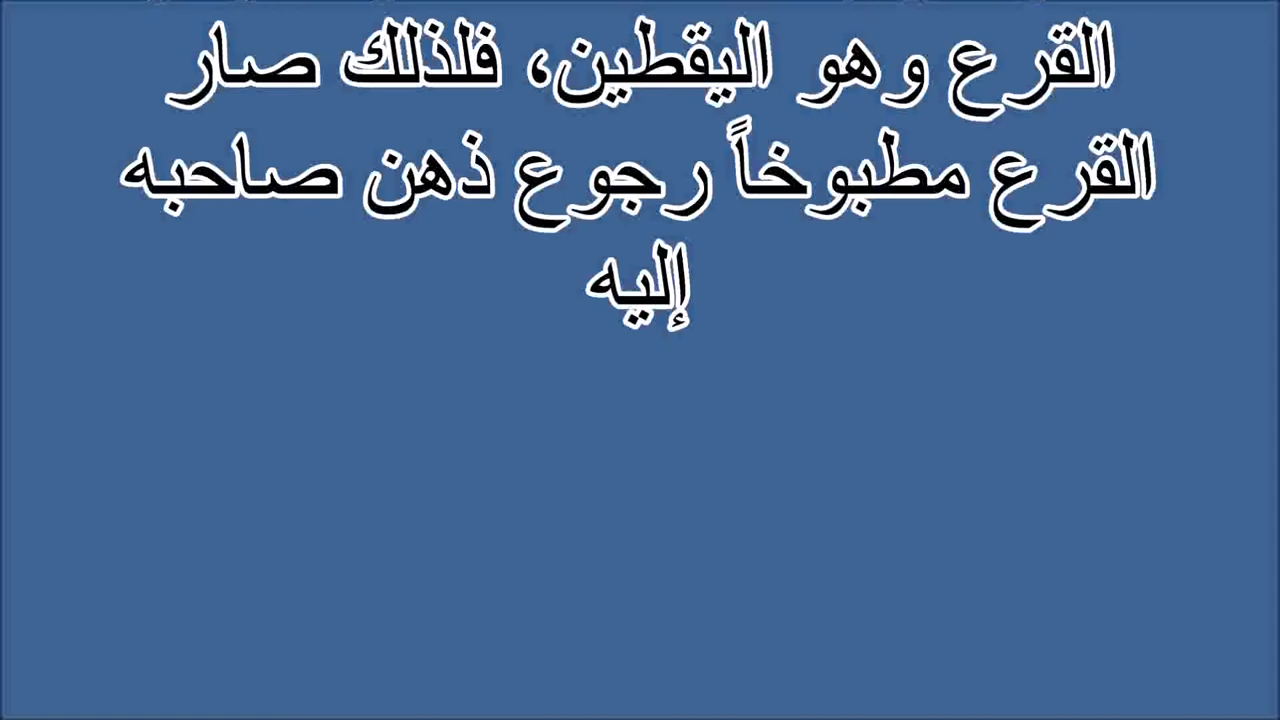 القرع وهو اليقطين، فلذلك صار
القرع مطبوخاً رجوع ذهن صاحبه
إليه